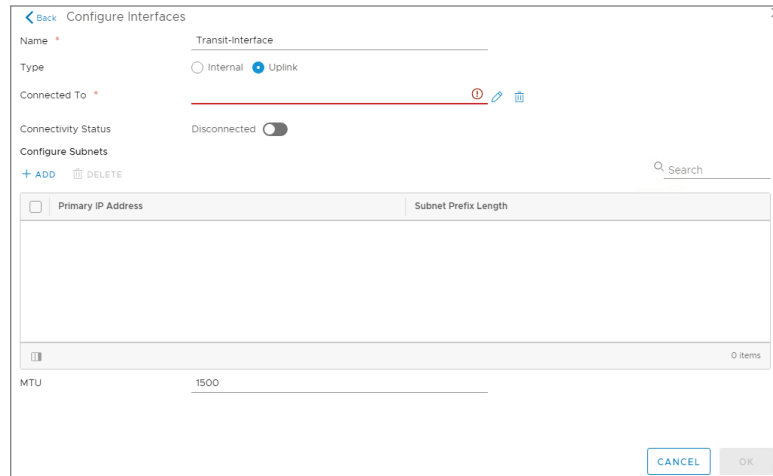 Back Configure Interfaces
Name * Transit-Interface
Type Internal Uplink
Connected To *
Connectivity Status Disconnected
Configure Subnets
+ ADD DELETE Search
Primary IP Address Subnet Prefix Length
0 items
MTU 1500
CANCEL OK